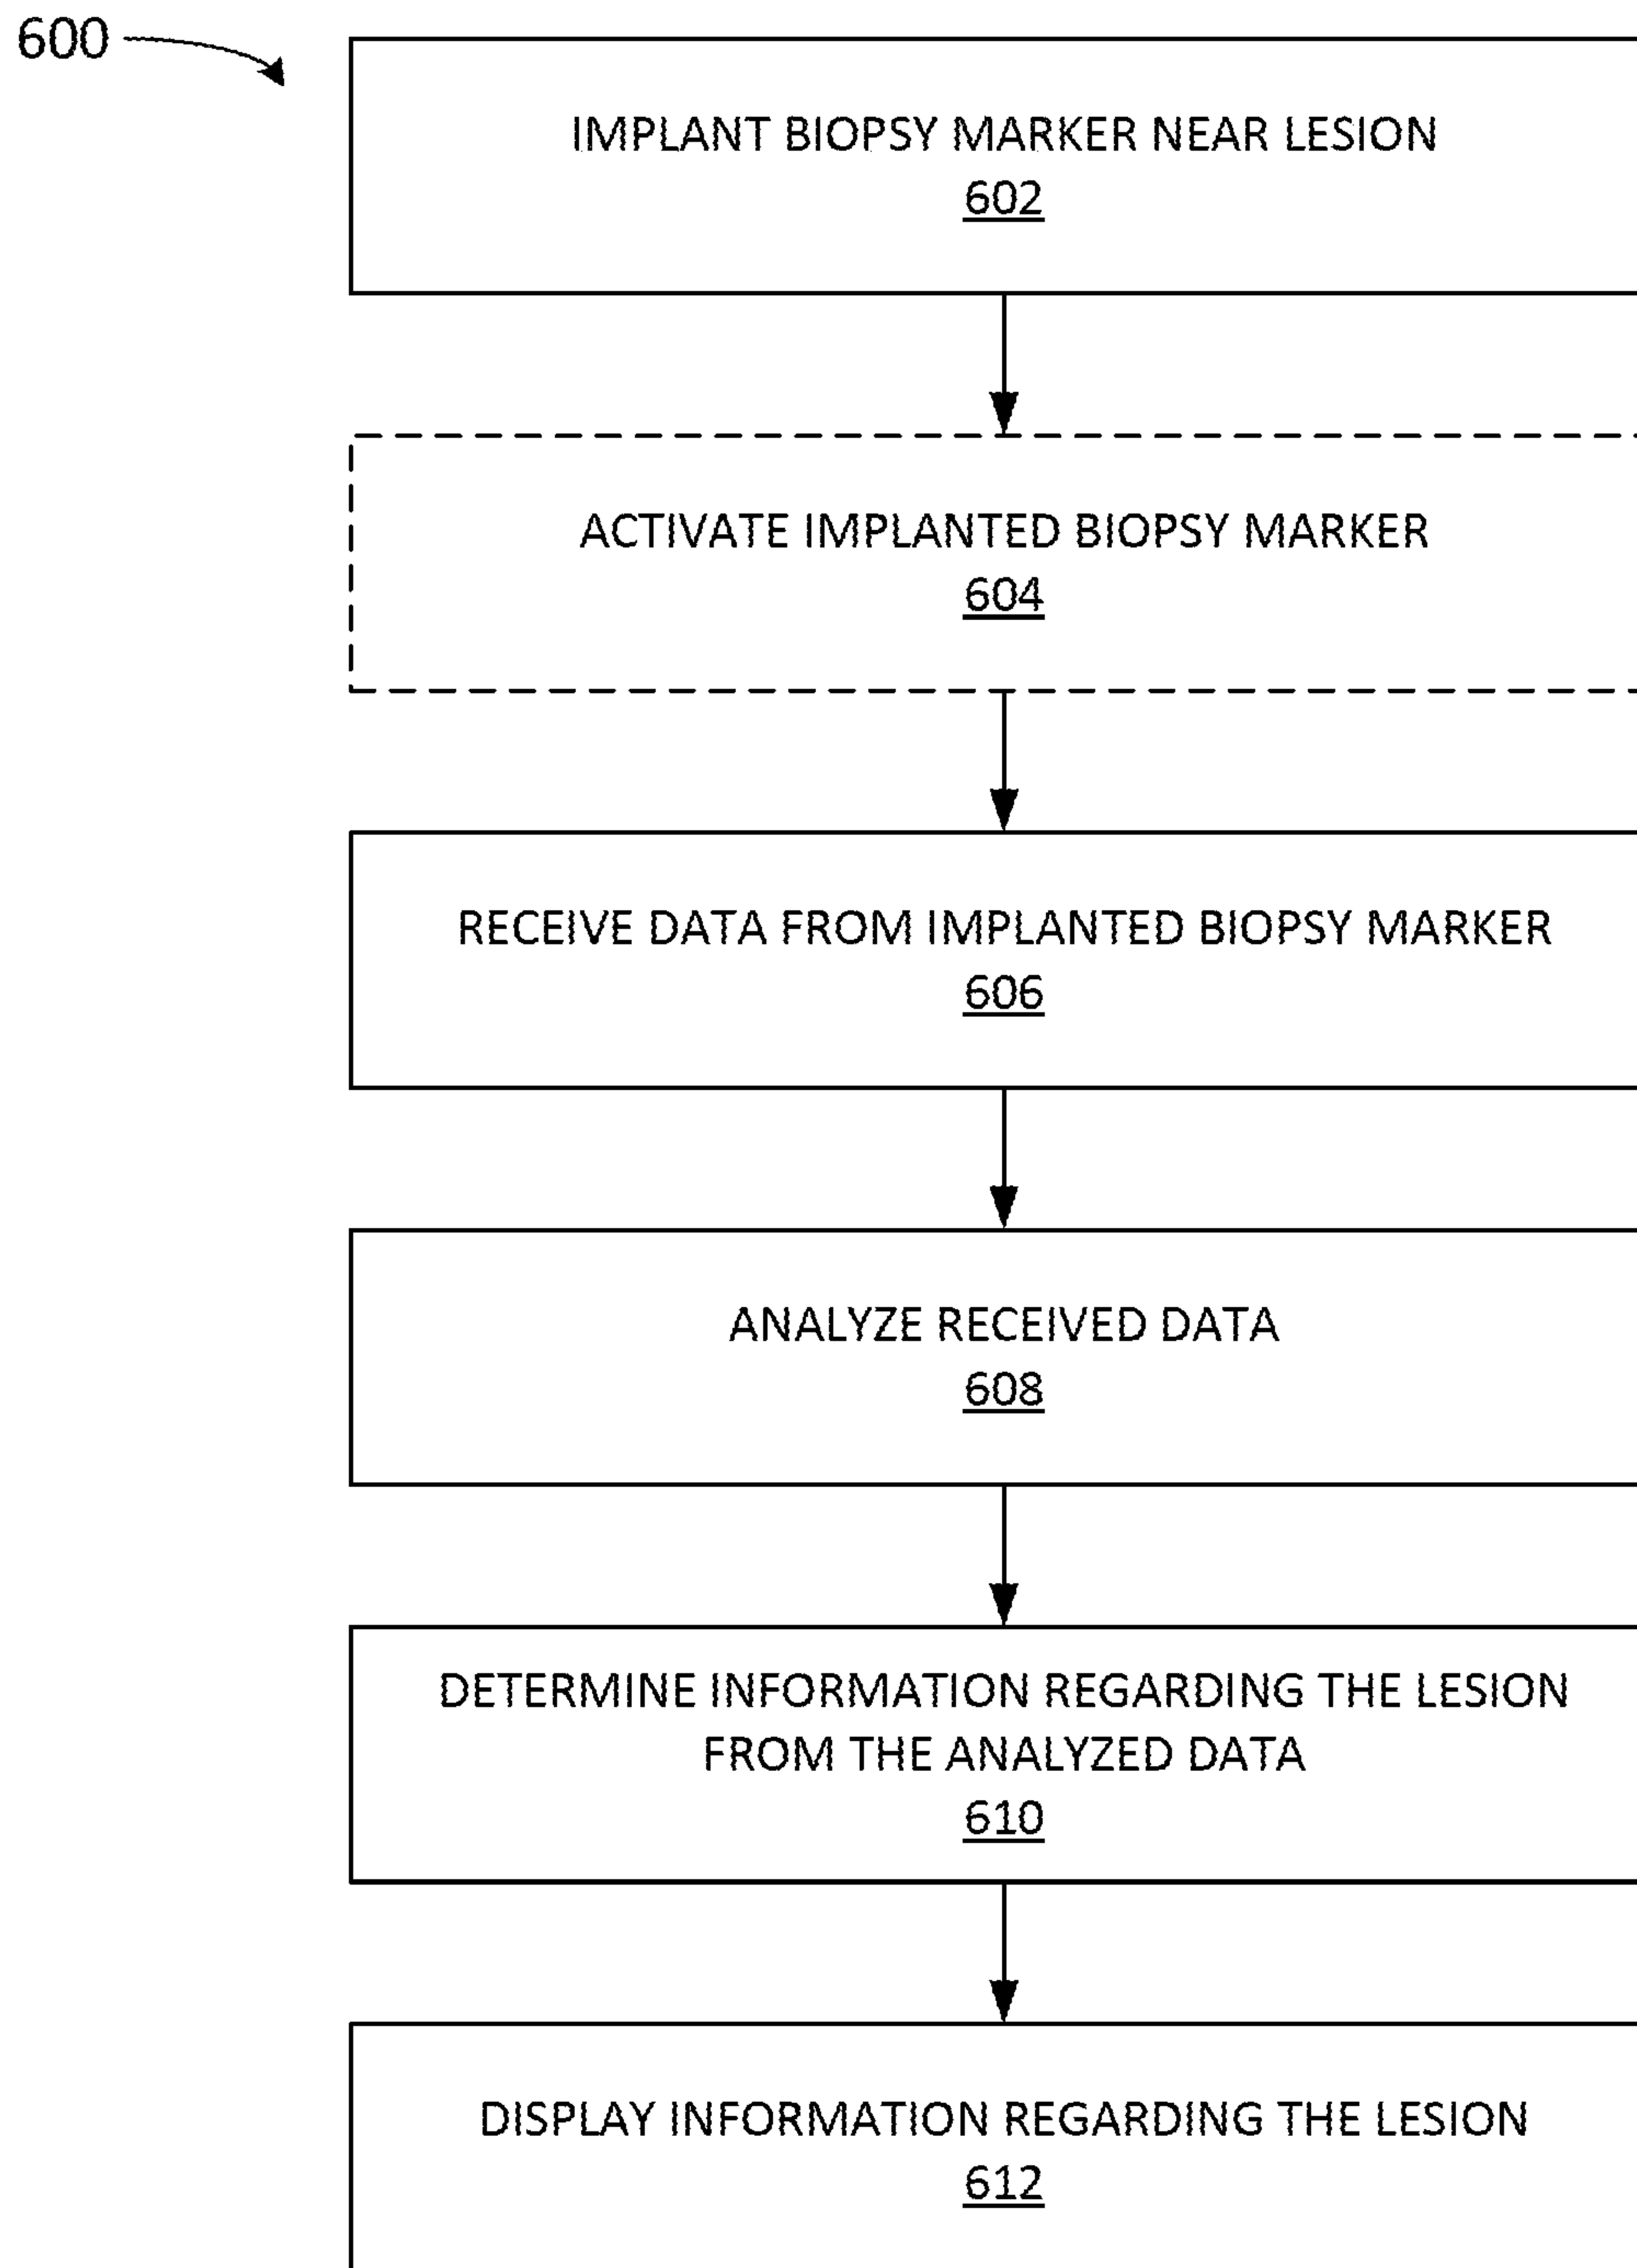 600
IMPLANT BIOPSY MARKER NEAR LESION
602
ACTIVATE IMPLANTED BIOPSY MARKER
604
RECEIVE DATA FROM IMPLANTED BIOPSY MARKER
606
ANALYZE RECEIVED DATA
608
DETERMINE INFORMATION REGARDING THE LESION
FROM THE ANALYZED DATA
610
DISPLAY INFORMATION REGARDING THE LESION
612